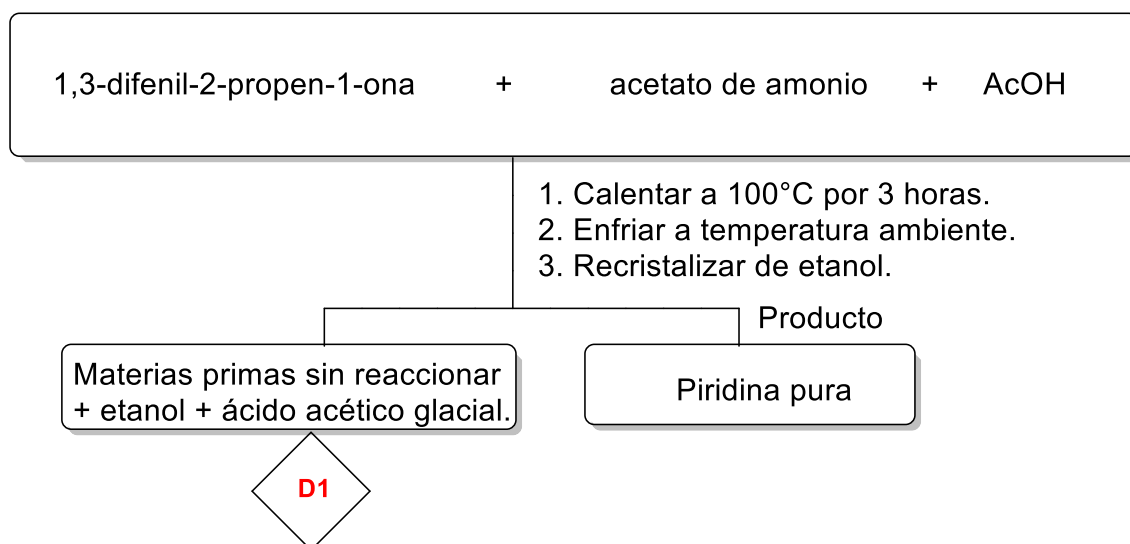 1,3-difenil-2-propen-1-ona + acetato de amonio + AcOH
1. Calentar a 100°C por 3 horas.
2. Enfriar a temperatura ambiente.
3. Recristalizar de etanol.
Producto
Materias primas sin reaccionar
+ etanol + ácido acético glacial.
Piridina pura
D1